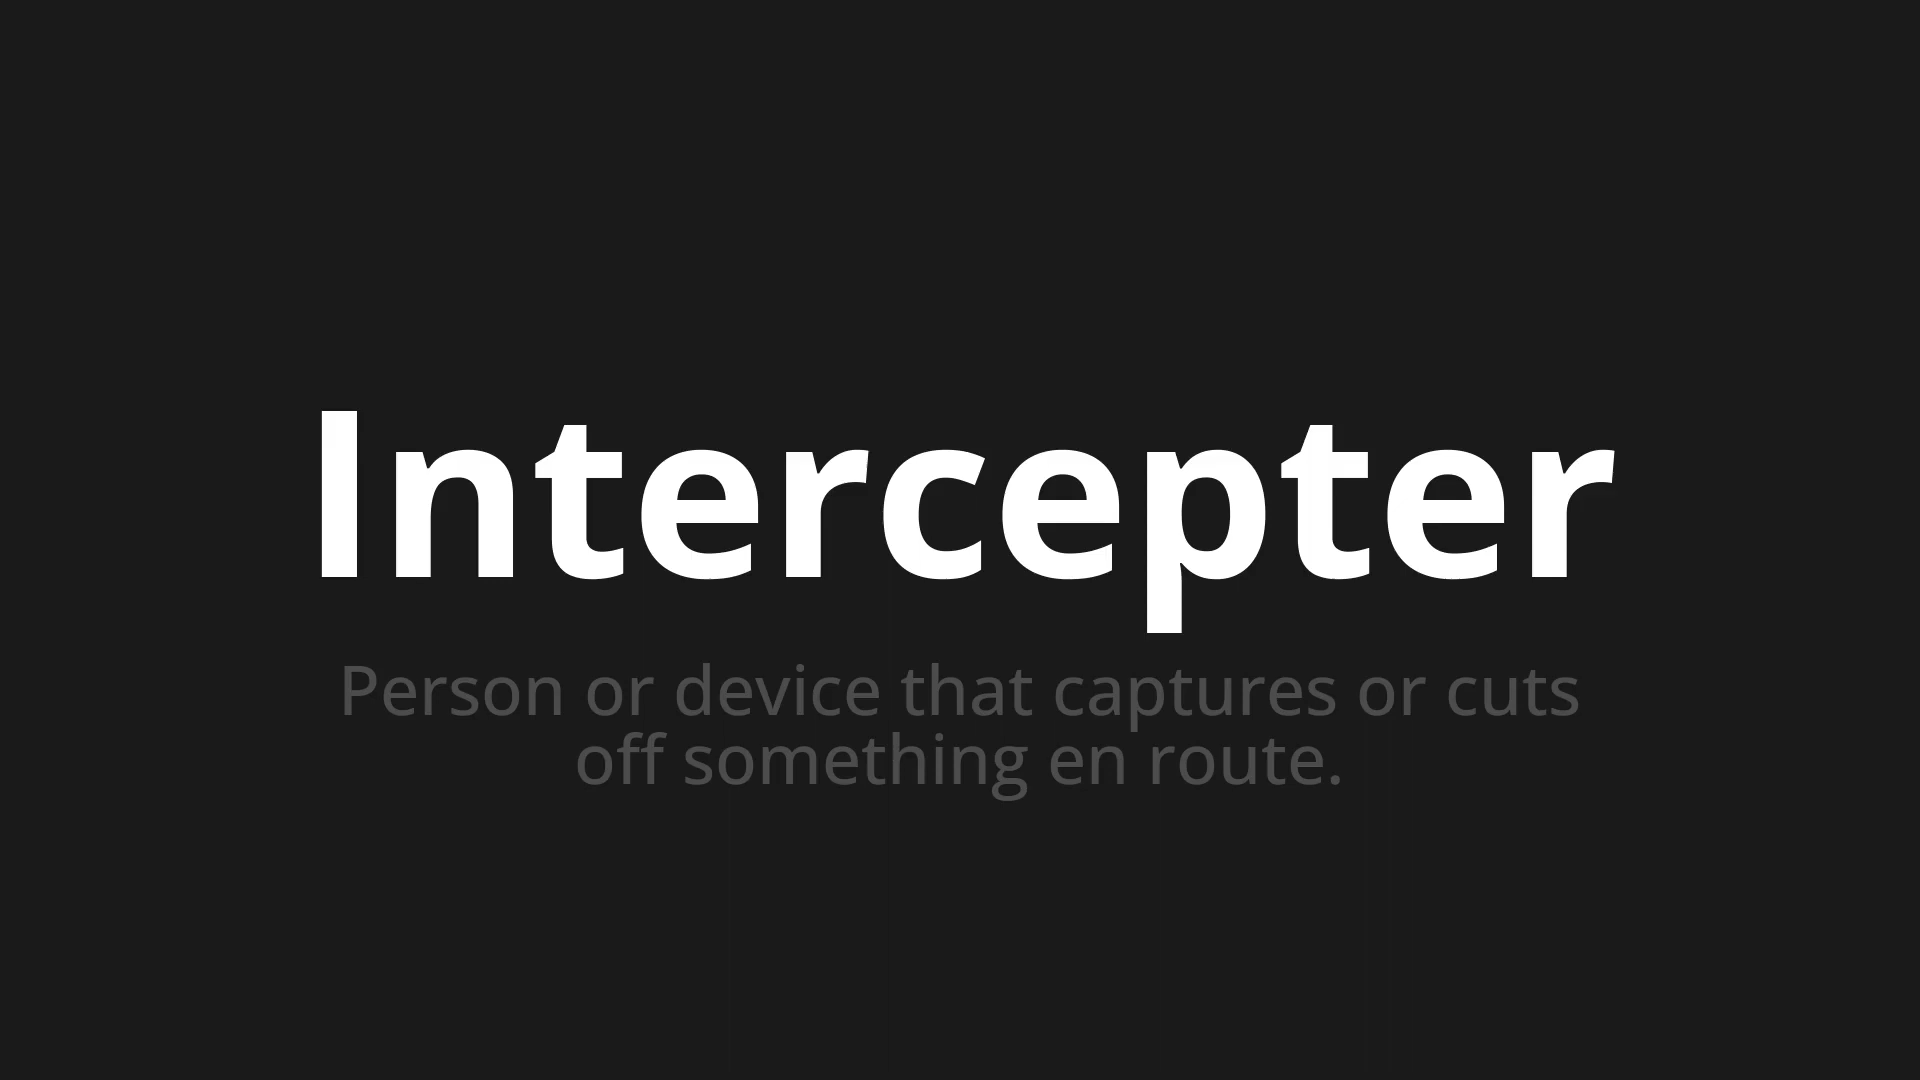 Intercepter
Person or device that captures or cuts
off something en route.